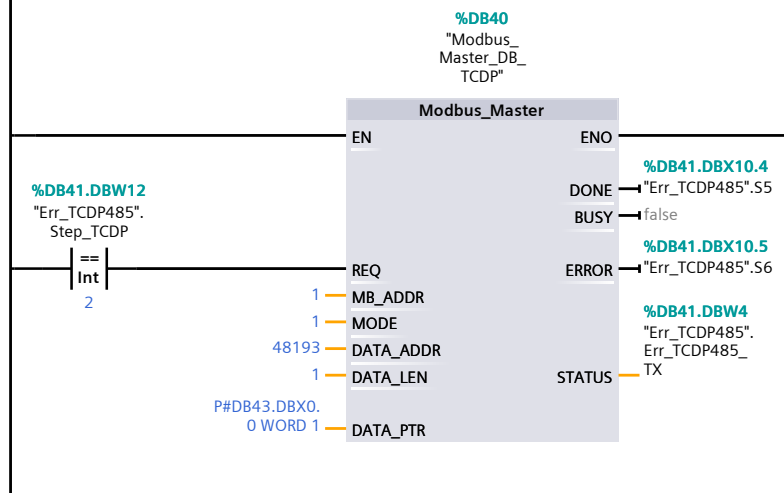 %DB40
"Modbus_
Master_DB_
TCDP"
Modbus_Master
EN
ENO
%DB41.DBX10.4
DONE
"Err_TCDP485".S5
BUSY
false
%DB41.DBW12
"Err_TCDP485".
Step_TCDP
==
Int
2
%DB41.DBX10.5
REQ
ERROR
"Err_TCDP485".S6
1
MB_ADDR
1
MODE
48193
DATA_ADDR
1
DATA_LEN
%DB41.DBW4
"Err_TCDP485".
Err_TCDP485_
TX
STATUS
P#DB43.DBX0.
0 WORD 1
DATA_PTR